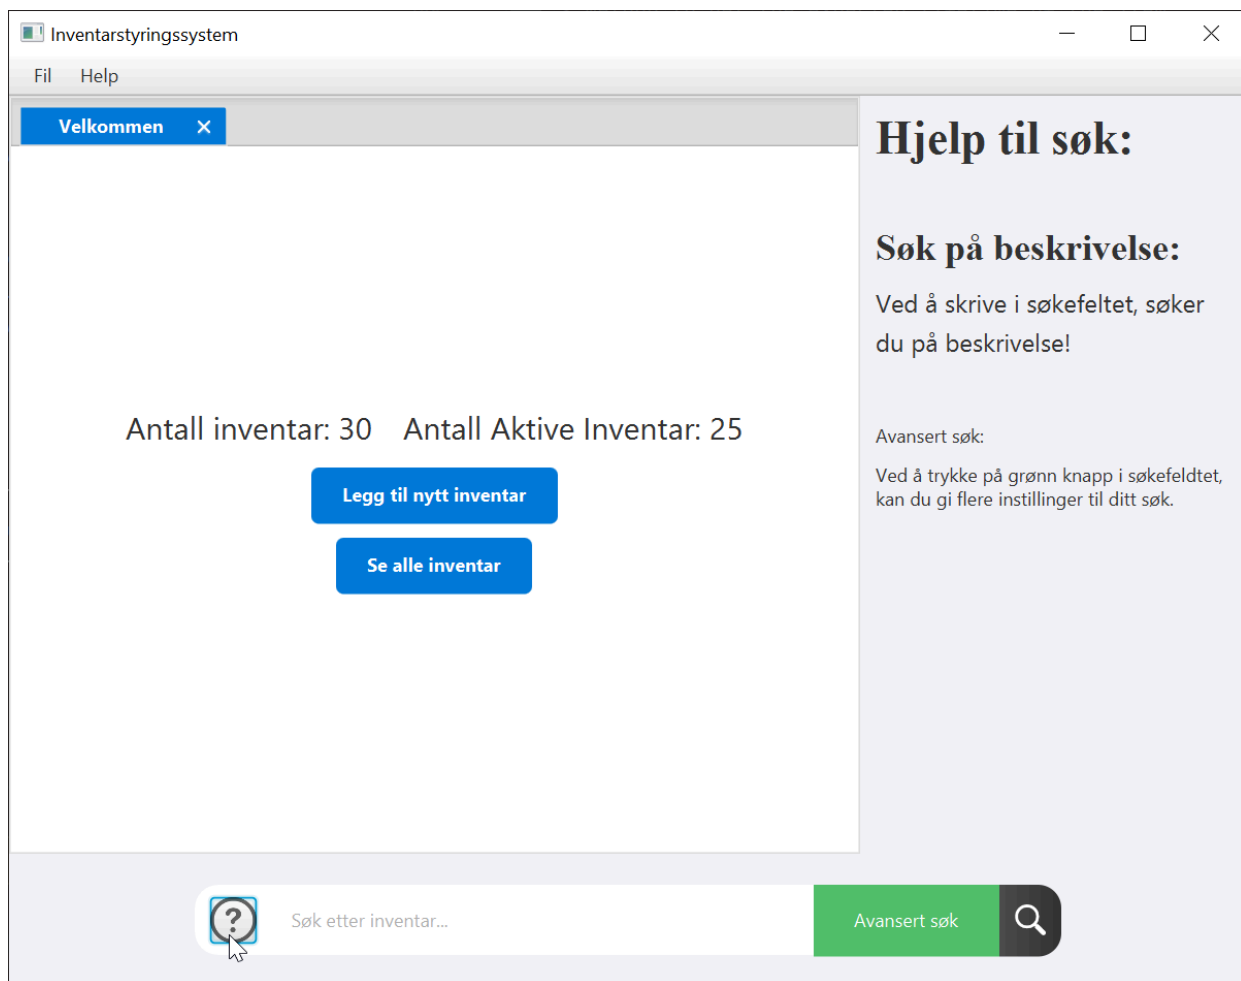 Inventarstyringssystem
Fil Help
Velkommen
Antall inventar: 30 Antall Aktive Inventar: 25
Legg til nytt inventar
Se alle inventar
Hjelp til søk:
Søk på beskrivelse:
Ved å skrive i søkefeltet, søker
du på beskrivelse!
Avansert søk:
Ved å trykke på grønn knapp i søkefeldtet,
kan du gi flere instillinger til ditt søk.
?
Søk etter inventar...
Avansert søk